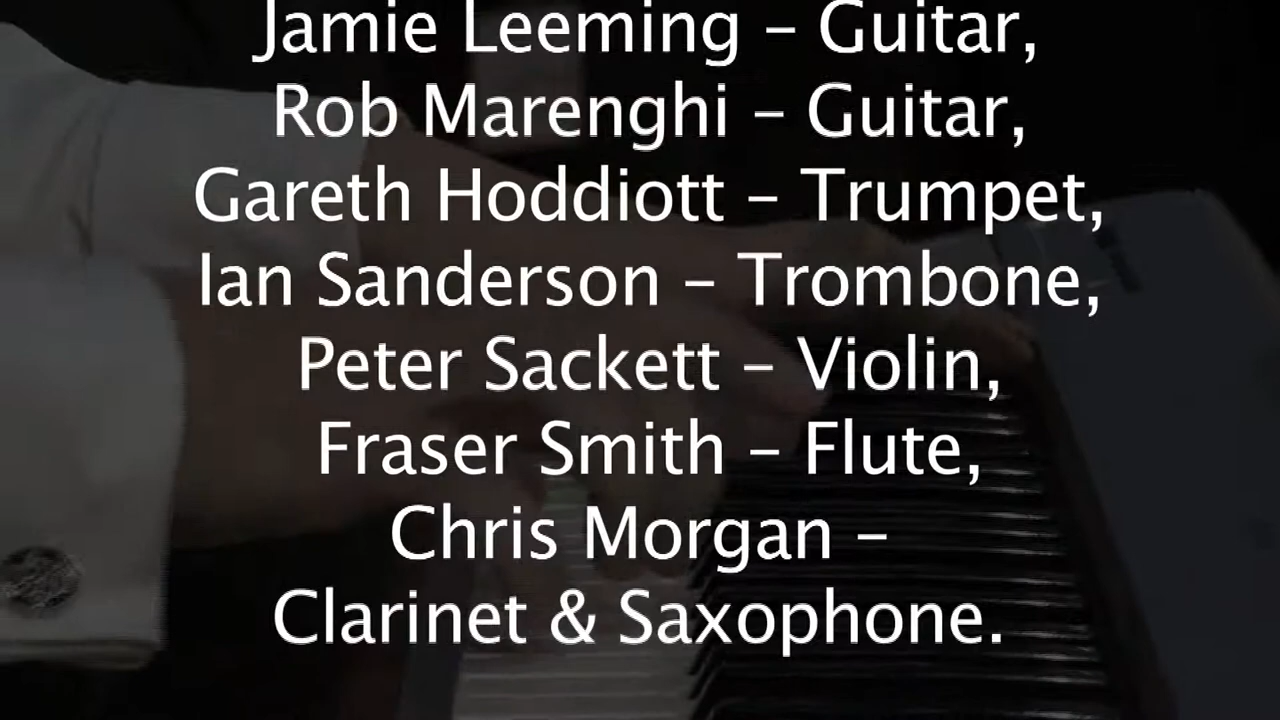 Jamie Leeming – Guitar,
Rob Marenghi – Guitar,
Gareth Hoddiott – Trumpet,
Ian Sanderson – Trombone,
Peter Sackett – Violin,
Fraser Smith – Flute,
Chris Morgan –
Clarinet & Saxophone.